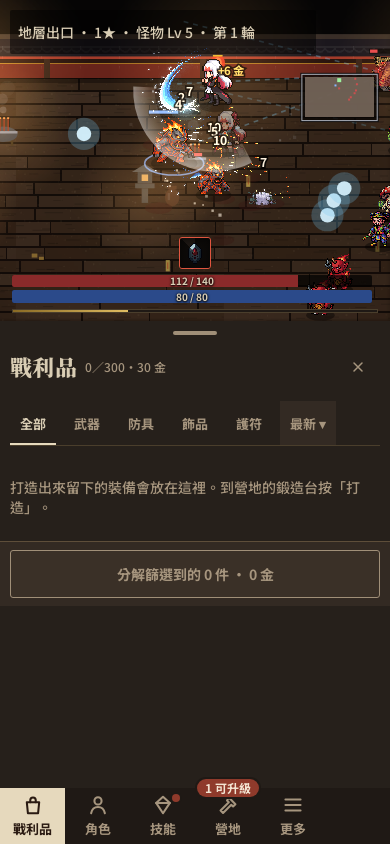 地層出口 · 1★ · 怪物 Lv 5 · 第 1 輪
+6 金
7
4
10
7
112 / 140
80 / 80
戰利品 0／300·30 金 ×
全部 武器 防具 飾品 護符 最新 ▾
打造出來留下的裝備會放在這裡。到營地的鍛造台按「打
造」。
分解篩選到的 0 件 · 0 金
1 可升級
戰利品 角色 技能 營地 更多